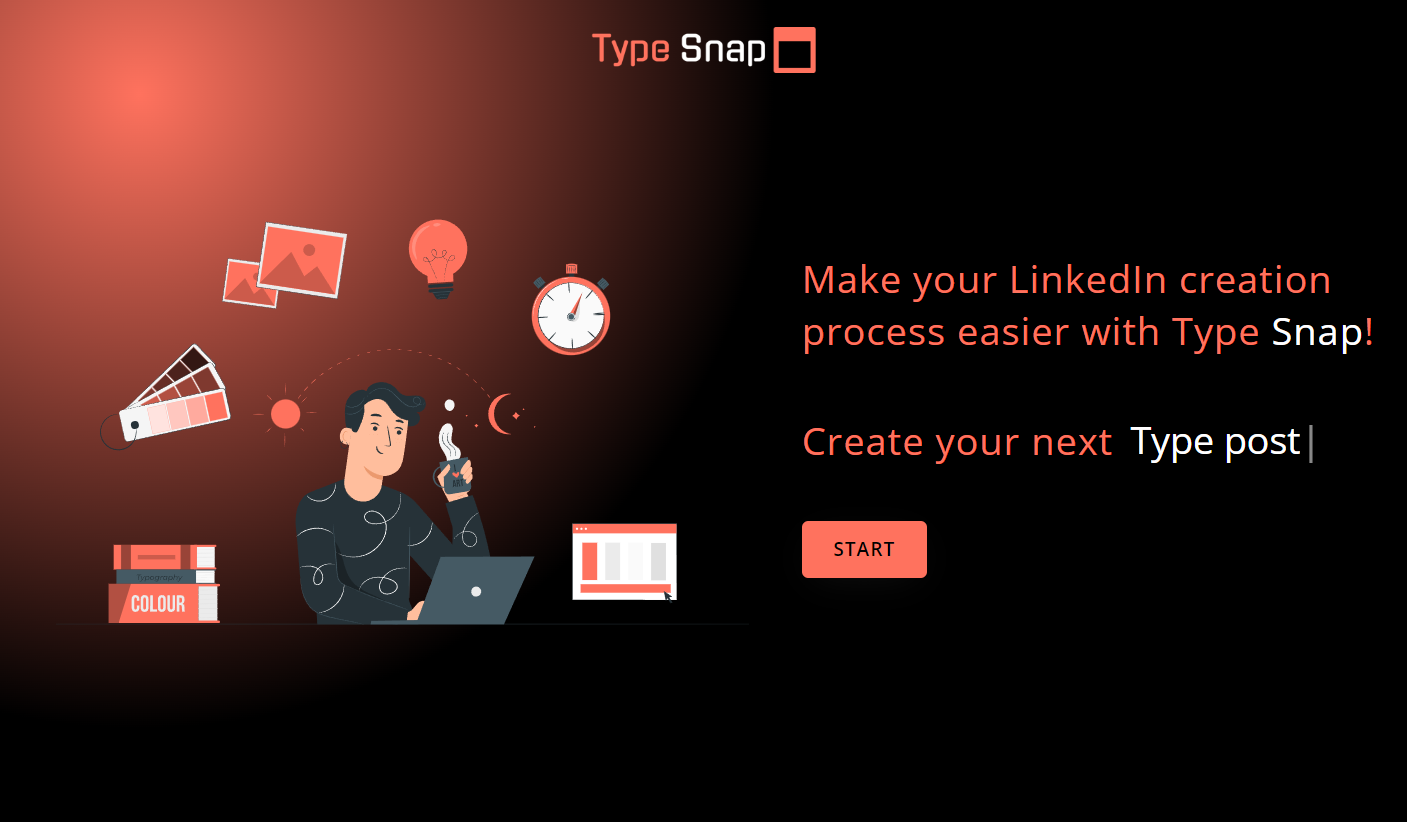 Type Snap
Make your LinkedIn creation
process easier with Type Snap!
Create your next Type post
START
ART
Typography
COLOUR